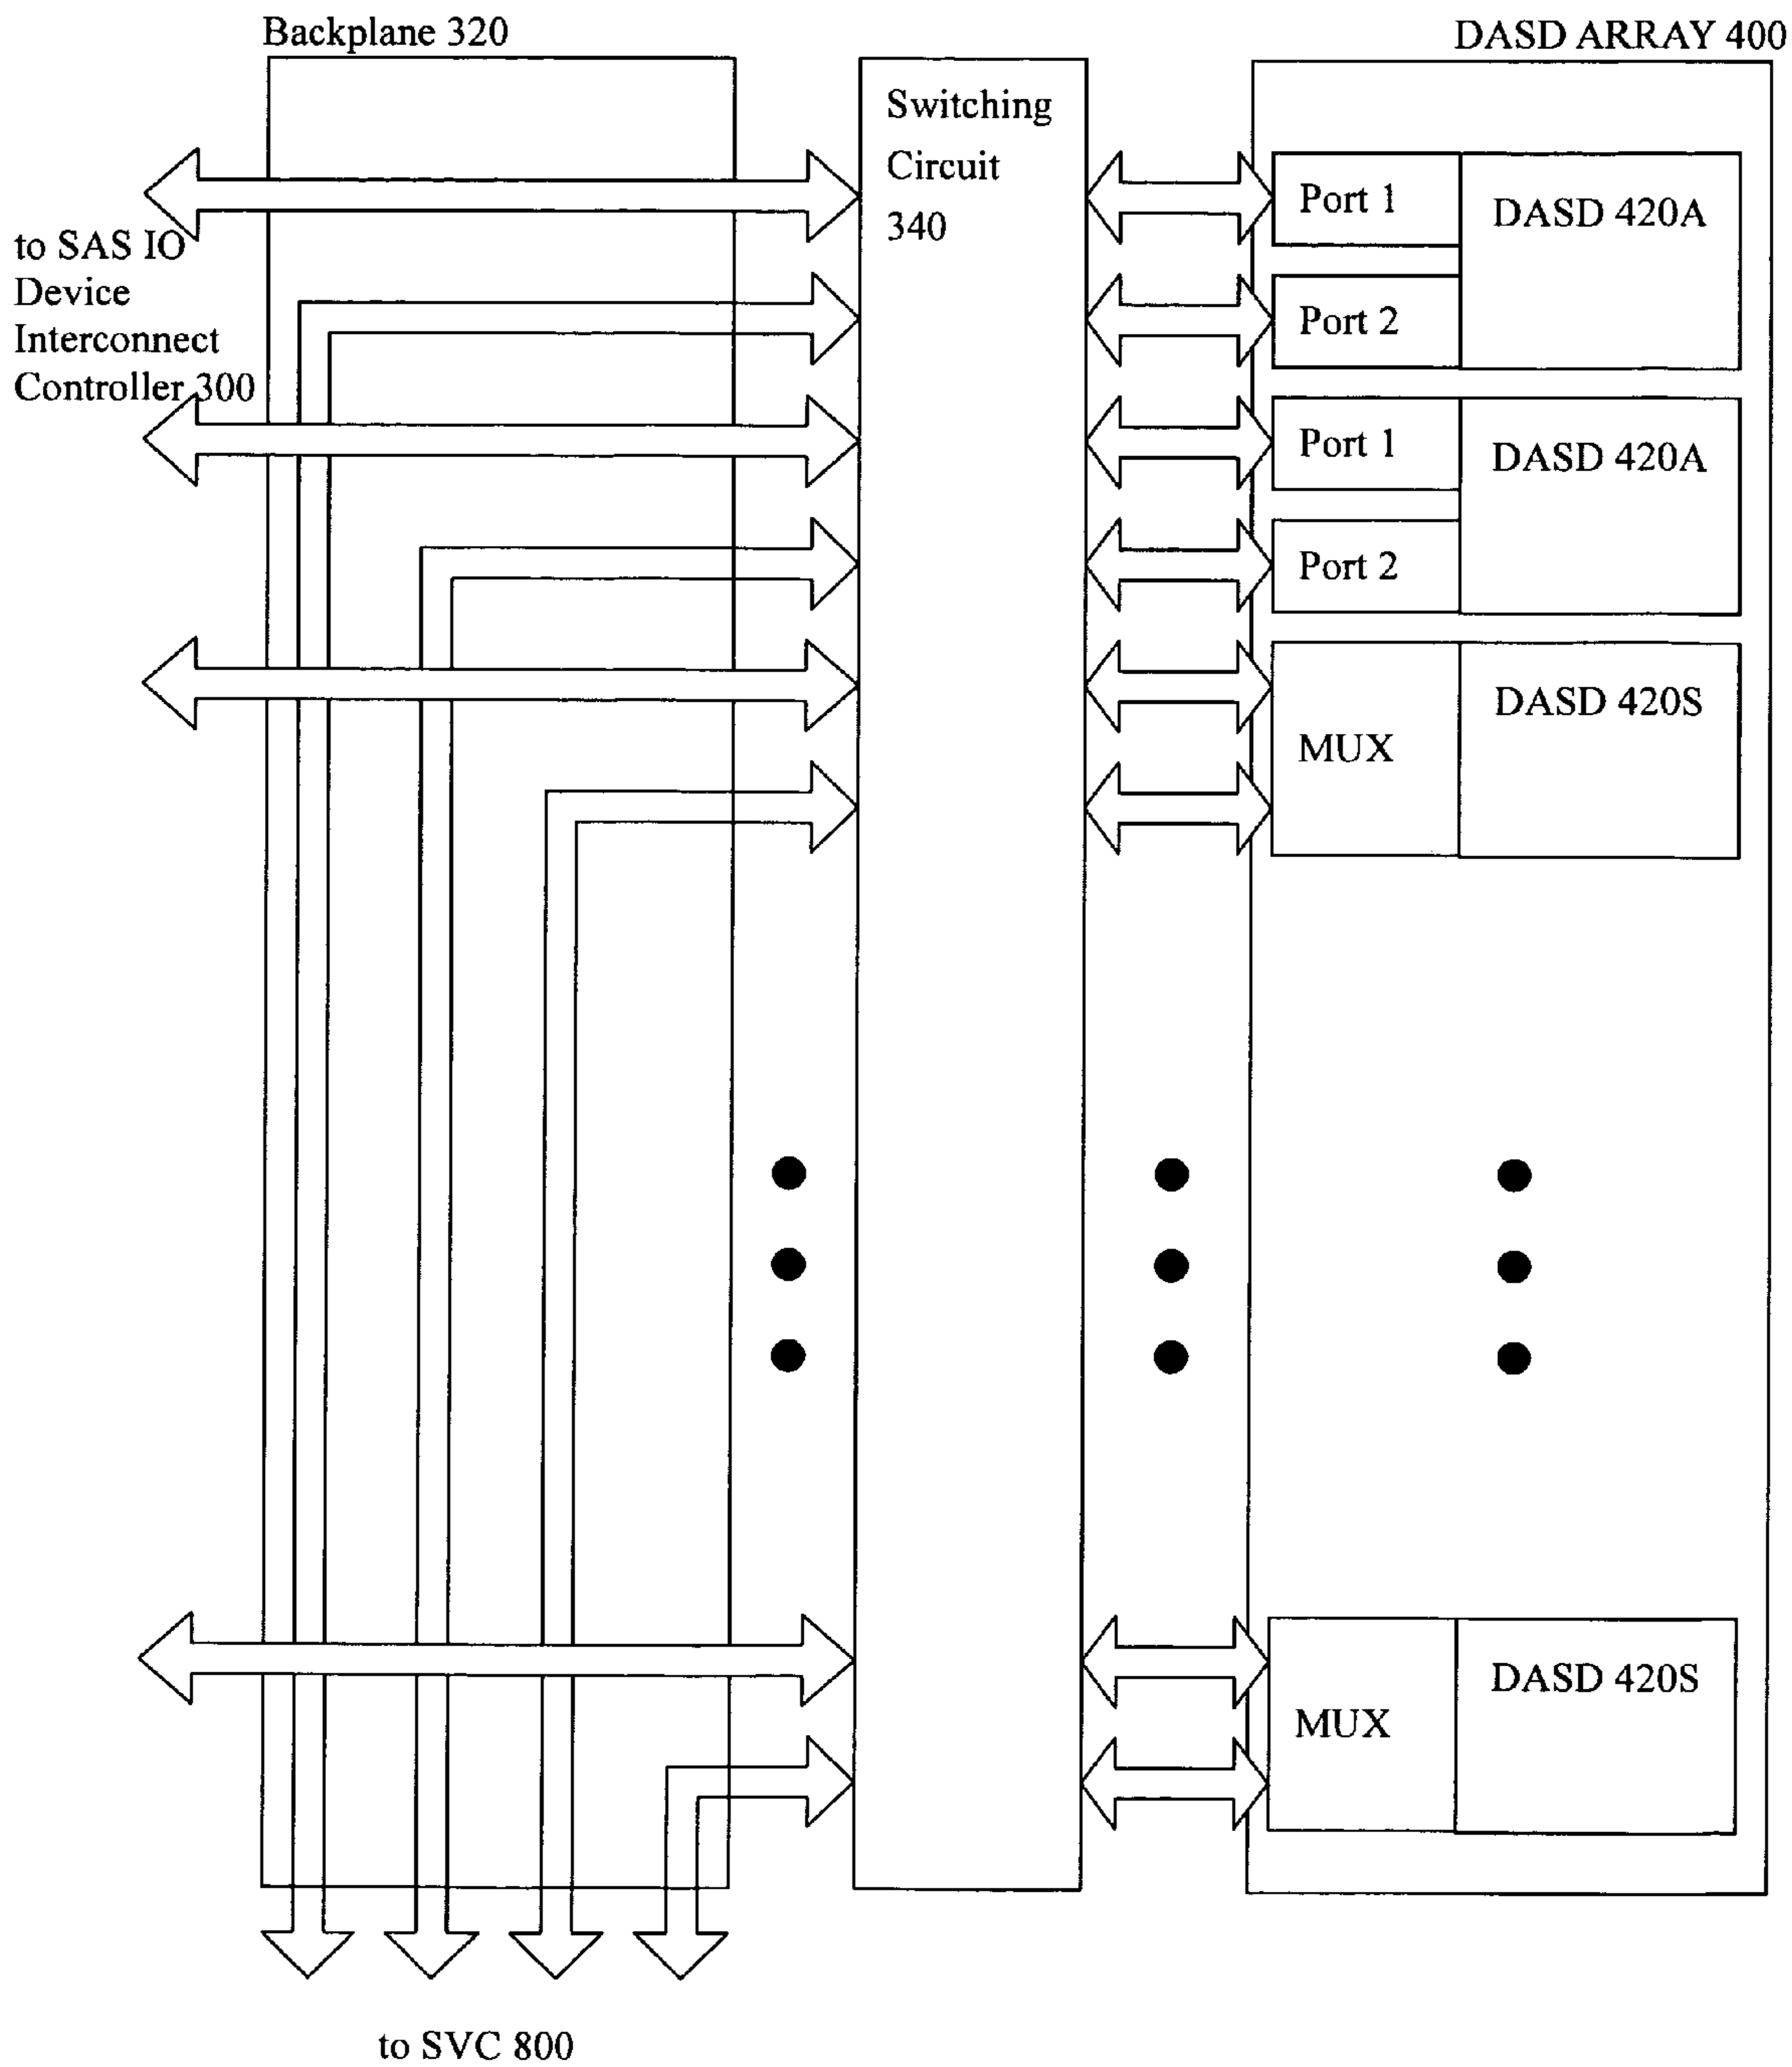 Backplane 320
DASD ARRAY 400
Switching
Circuit
340
to SAS IO
Device
Interconnect
Controller 300
Port 1
DASD 420A
Port 2
Port 1
DASD 420A
Port 2
MUX
DASD 420S
MUX
DASD 420S
to SVC 800